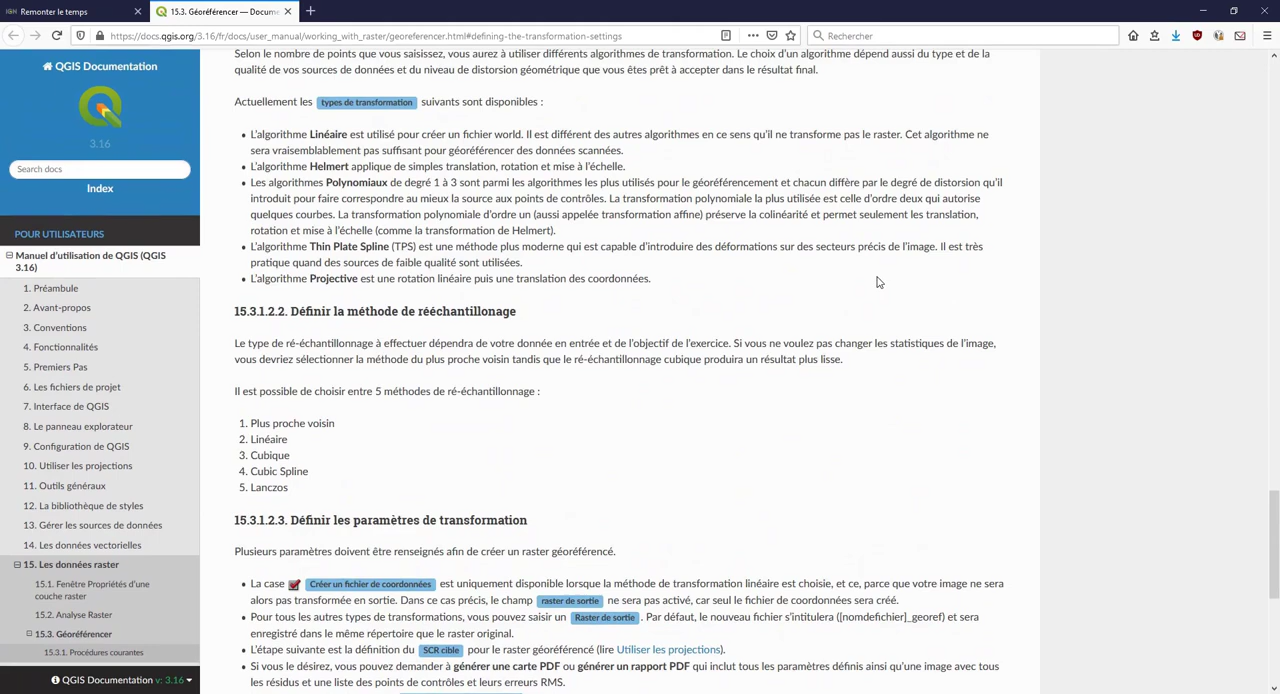 IGN Remonter le temps
15.3. Géoréférencer — Docume
https://docs.qgis.org/3.16/fr/docs/user_manual/working_with_raster/georeferencer.html#defining-the-transformation-settings
Rechercher
QGIS Documentation
3.16
Search docs
Index
POUR UTILISATEURS
Manuel d'utilisation de QGIS (QGIS
3.16)
1. Préambule
2. Avant-propos
3. Conventions
4. Fonctionnalités
5. Premiers Pas
6. Les fichiers de projet
7. Interface de QGIS
8. Le panneau explorateur
9. Configuration de QGIS
10. Utiliser les projections
11. Outils généraux
12. La bibliothèque de styles
13. Gérer les sources de données
14. Les données vectorielles
15. Les données raster
15.1. Fenêtre Propriétés d'une
couche raster
15.2. Analyse Raster
15.3. Géoréférencer
15.3.1. Procédures courantes
QGIS Documentation v: 3.16
Selon le nombre de points que vous saisissez, vous aurez à utiliser différents algorithmes de transformation. Le choix d'un algorithme dépend aussi du type et de la
qualité de vos sources de données et du niveau de distorsion géométrique que vous êtes prêt à accepter dans le résultat final.
Actuellement les types de transformation suivants sont disponibles :
• L'algorithme Linéaire est utilisé pour créer un fichier world. Il est différent des autres algorithmes en ce sens qu'il ne transforme pas le raster. Cet algorithme ne
sera vraisemblablement pas suffisant pour géoréférencer des données scannées.
• L'algorithme Helmert applique de simples translation, rotation et mise à l'échelle.
• Les algorithmes Polynomiaux de degré 1 à 3 sont parmi les algorithmes les plus utilisés pour le géoréférencement et chacun diffère par le degré de distorsion qu'il
introduit pour faire correspondre au mieux la source aux points de contrôles. La transformation polynomiale la plus utilisée est celle d'ordre deux qui autorise
quelques courbes. La transformation polynomiale d'ordre un (aussi appelée transformation affine) préserve la colinéarité et permet seulement les translation,
rotation et mise à l'échelle (comme la transformation de Helmert).
• L'algorithme Thin Plate Spline (TPS) est une méthode plus moderne qui est capable d'introduire des déformations sur des secteurs précis de l'image. Il est très
pratique quand des sources de faible qualité sont utilisées.
• L'algorithme Projective est une rotation linéaire puis une translation des coordonnées.
15.3.1.2.2. Définir la méthode de rééchantillonage
Le type de ré-échantillonnage à effectuer dépendra de votre donnée en entrée et de l'objectif de l'exercice. Si vous ne voulez pas changer les statistiques de l'image,
vous devriez sélectionner la méthode du plus proche voisin tandis que le ré-échantillonnage cubique produira un résultat plus lisse.
Il est possible de choisir entre 5 méthodes de ré-échantillonnage :
1. Plus proche voisin
2. Linéaire
3. Cubique
4. Cubic Spline
5. Lanczos
15.3.1.2.3. Définir les paramètres de transformation
Plusieurs paramètres doivent être renseignés afin de créer un raster géoréférencé.
• La case Créer un fichier de coordonnées est uniquement disponible lorsque la méthode de transformation linéaire est choisie, et ce, parce que votre image ne sera
alors pas transformée en sortie. Dans ce cas précis, le champ raster de sortie ne sera pas activé, car seul le fichier de coordonnées sera créé.
• Pour tous les autres types de transformations, vous pouvez saisir un Raster de sortie . Par défaut, le nouveau fichier s'intitulera ([nomdefichier]_georef) et sera
enregistré dans le même répertoire que le raster original.
• L'étape suivante est la définition du SCR cible pour le raster géoréférencé (lire Utiliser les projections).
• Si vous le désirez, vous pouvez demander à générer une carte PDF ou générer un rapport PDF qui inclut tous les paramètres définis ainsi qu'une image avec tous
les résidus et une liste des points de contrôles et leurs erreurs RMS.